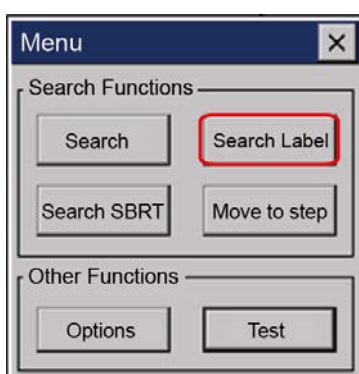 Menu
Search Functions
Search Search Label
Search SBRT Move to step
Other Functions
Options Test